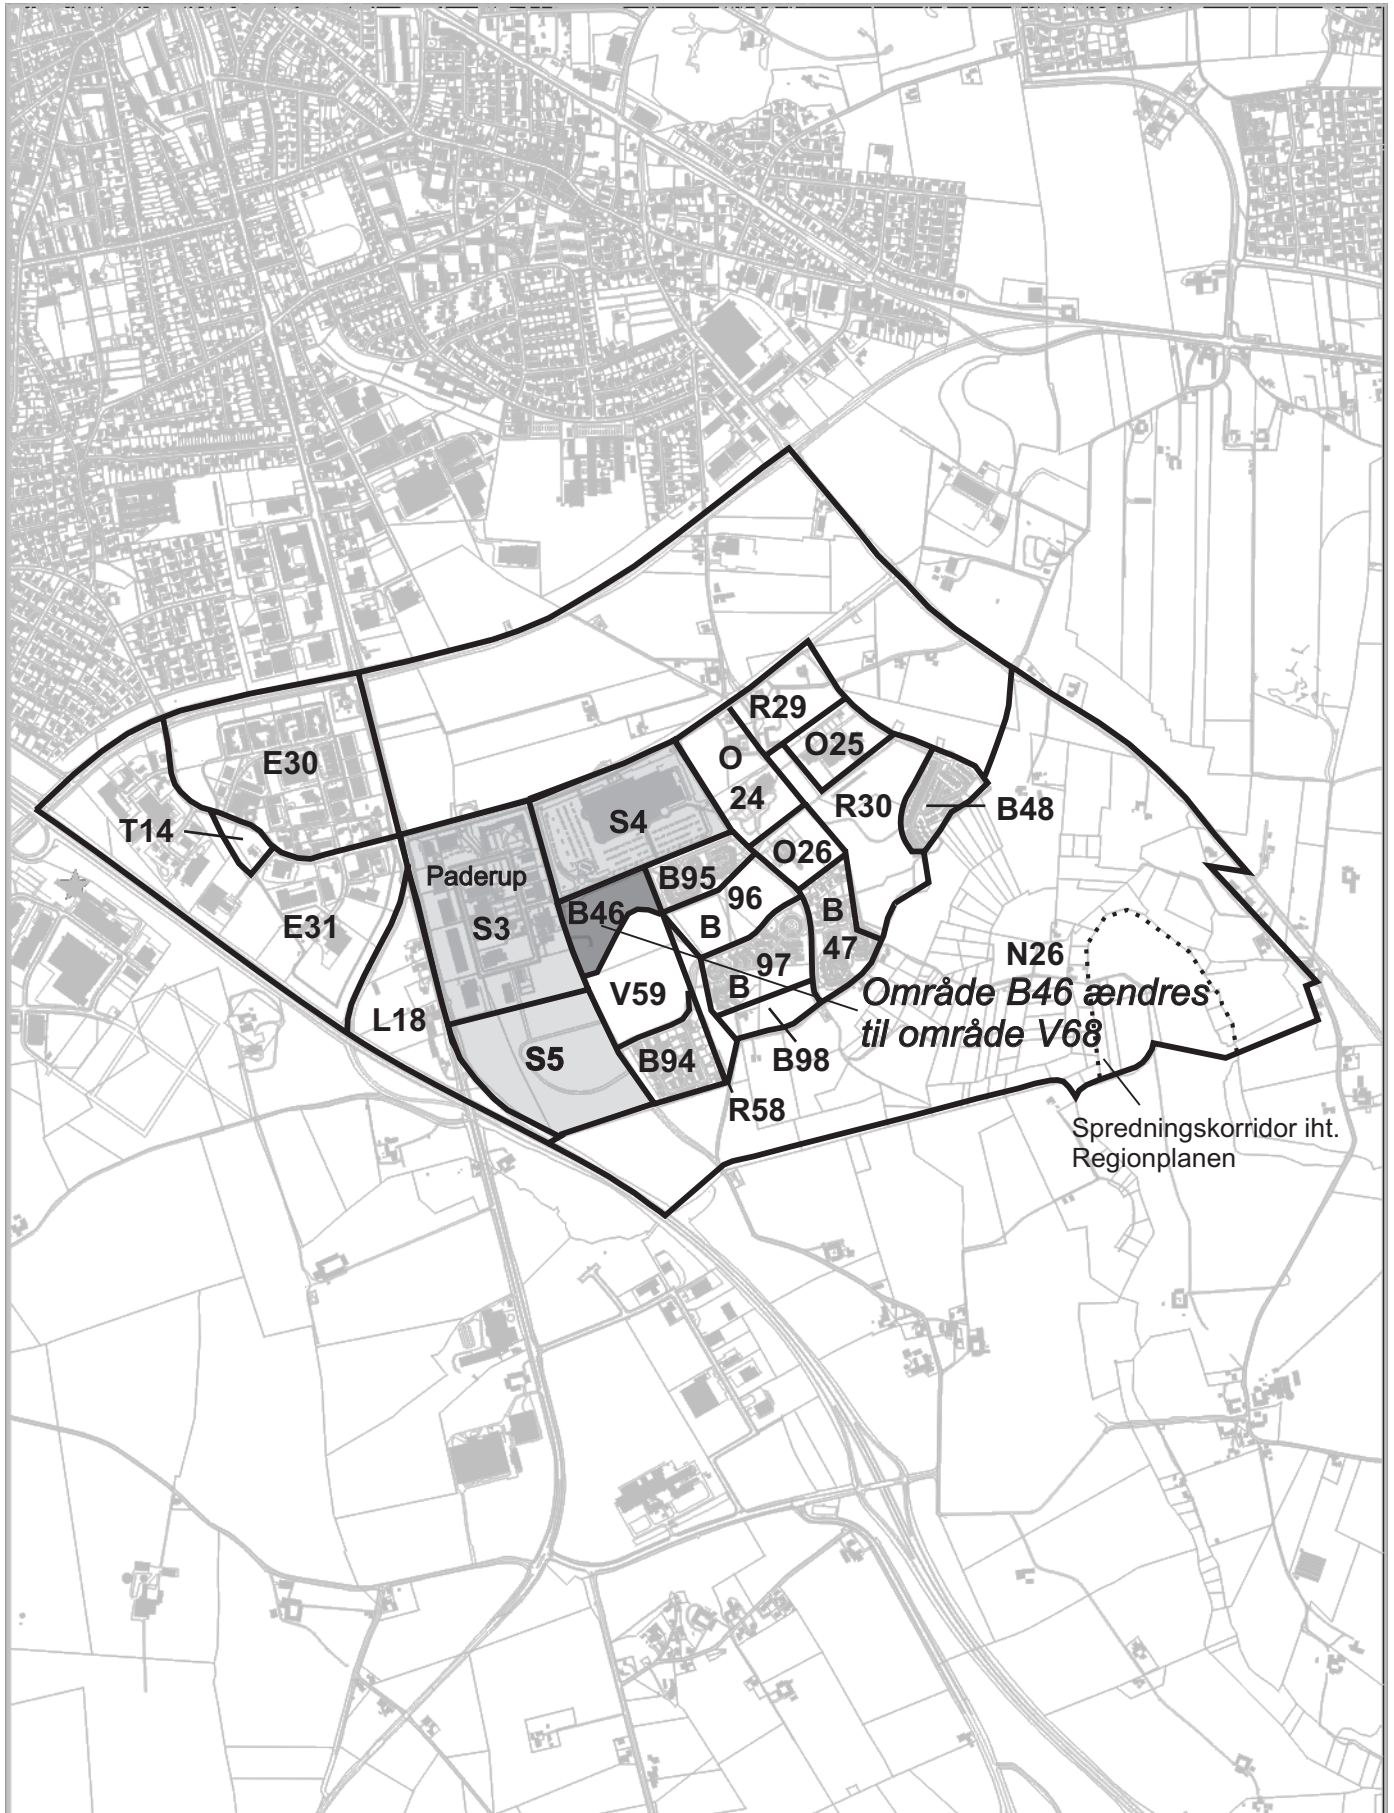 R29
O25
E30
O
24
R30
B48
S4
T14
O26
Paderup
B95
96
B46
B
B
S3
E31
47
97
N26
B
V59
Område B46 ændres
til område V68
L18
S5
B94
B98
R58
Spredningskorridor iht.
Regionplanen